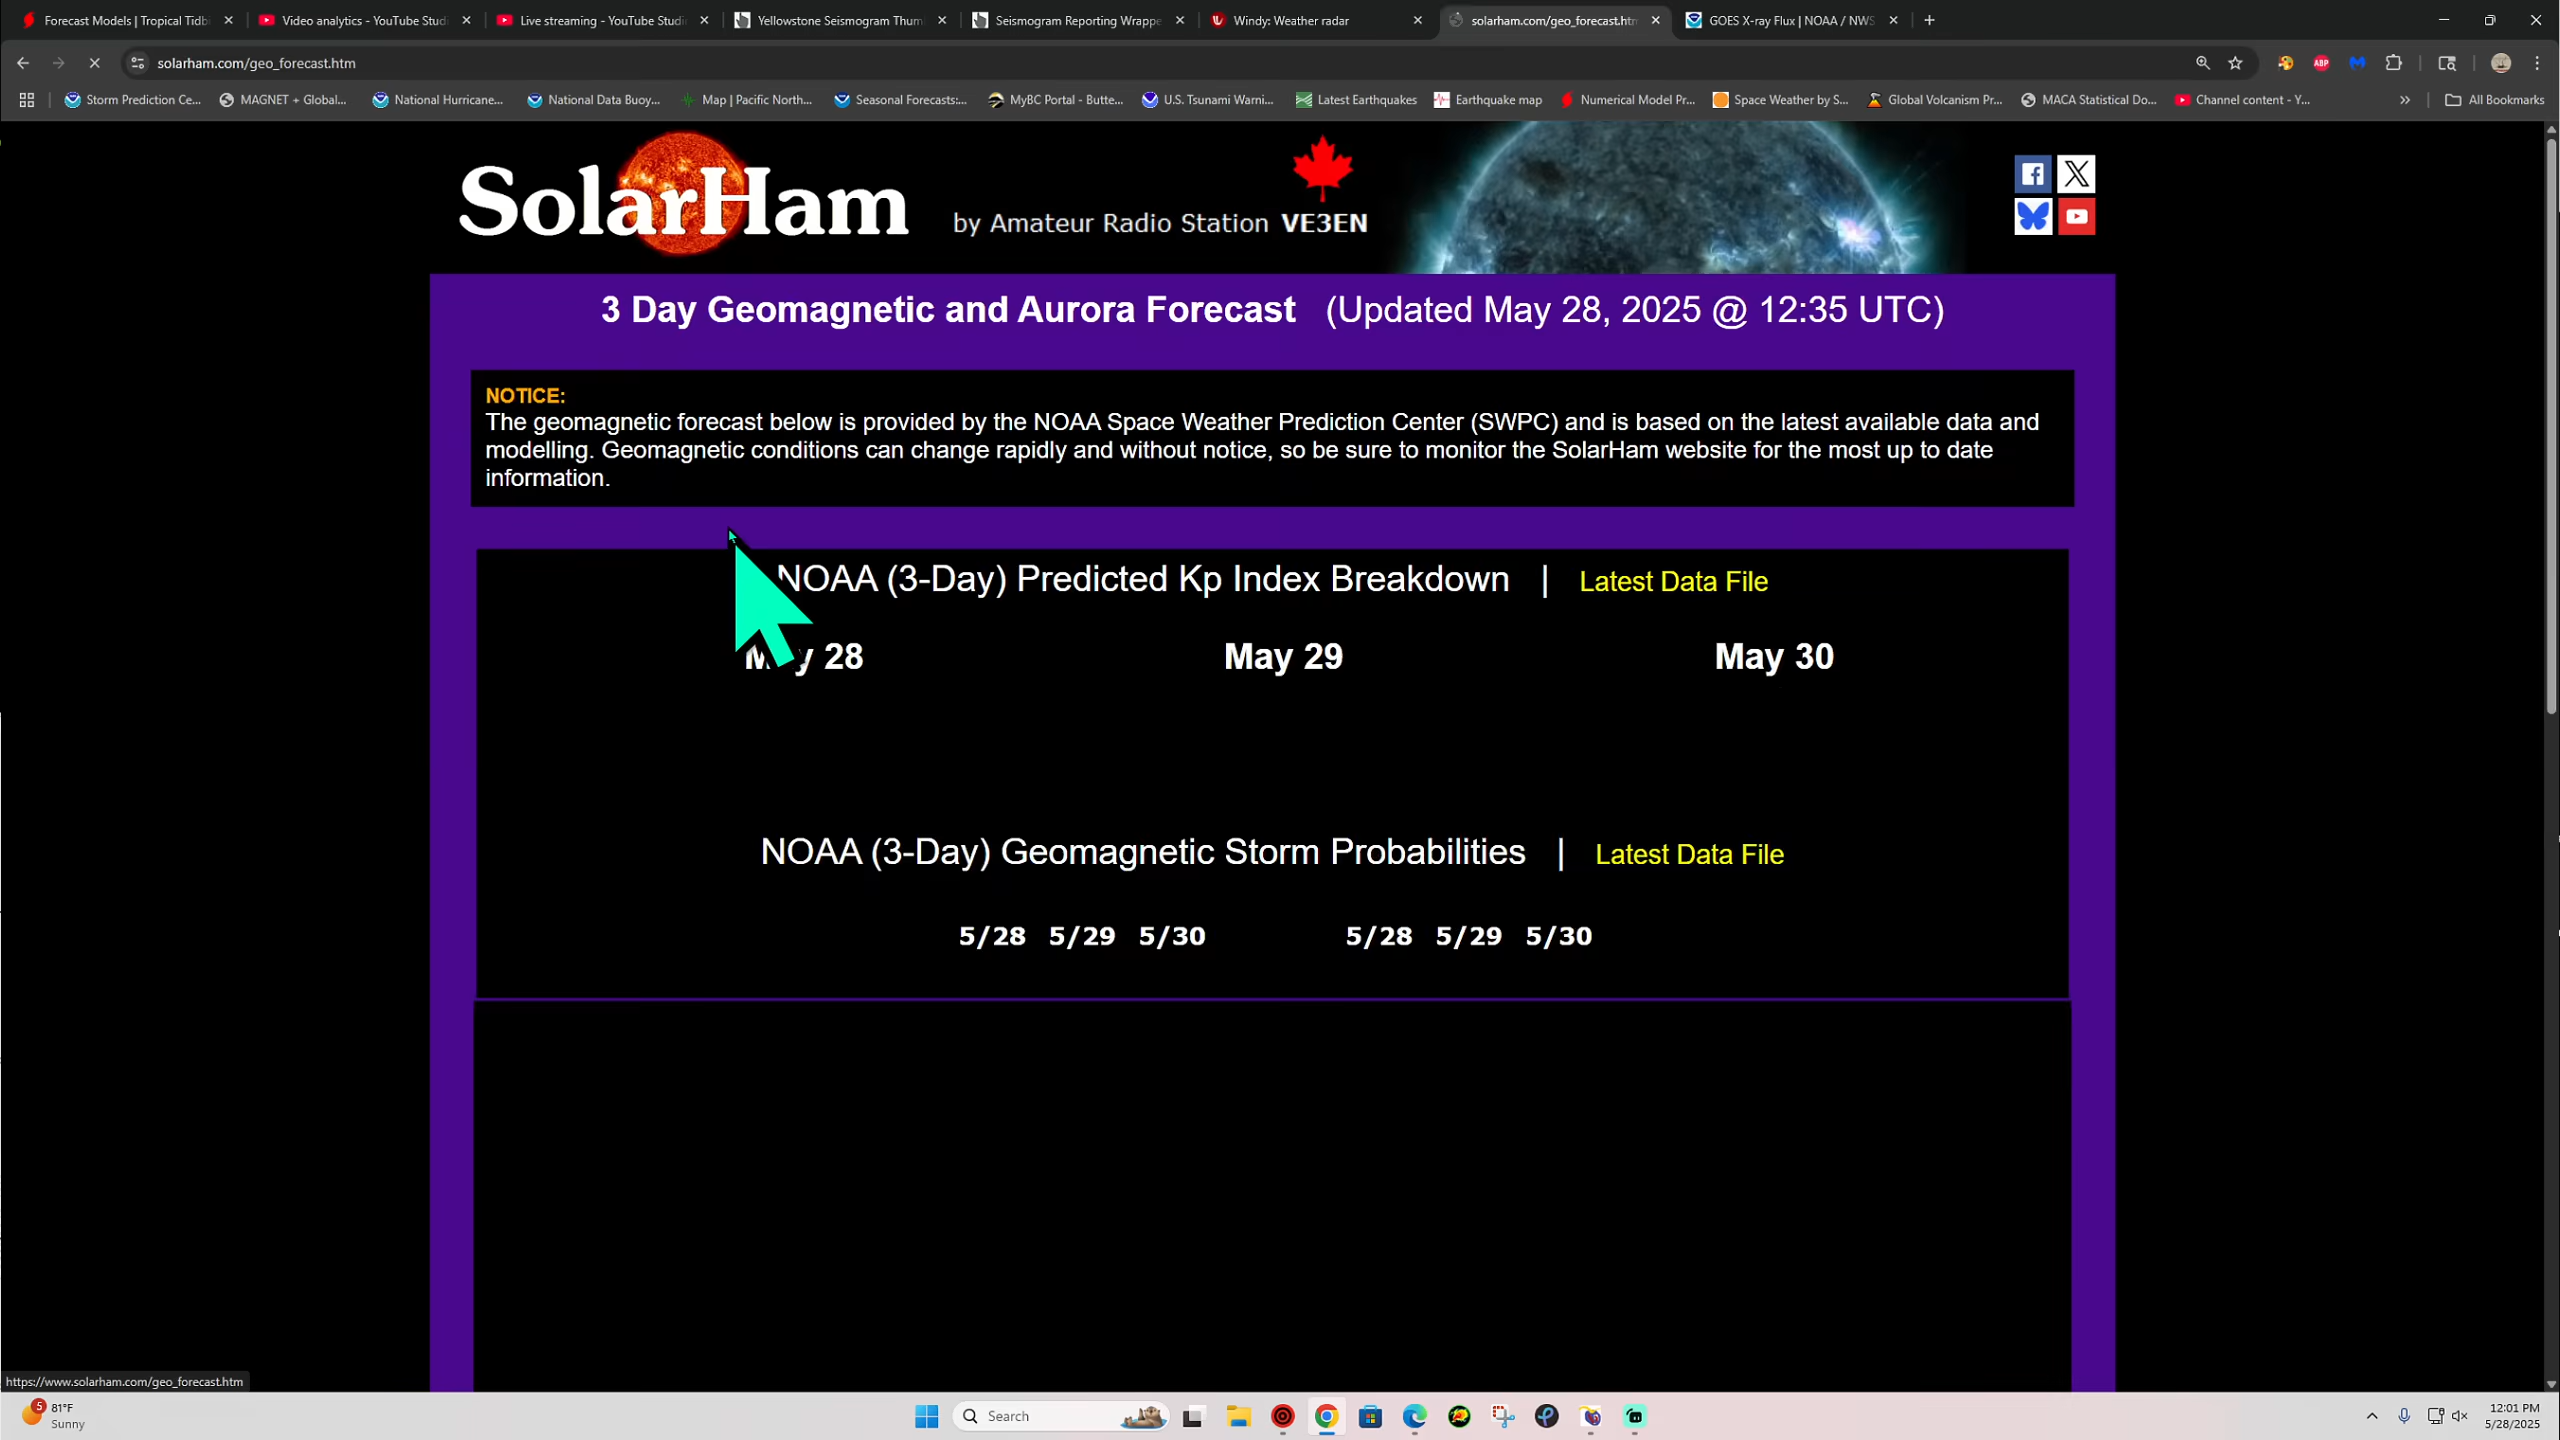 Forecast Models | Tropical Tidb
Video analytics - YouTube Studi
Live streaming - YouTube Studi
Yellowstone Seismogram Thum
Seismogram Reporting Wrappe
Windy: Weather radar
solarham.com/geo_forecast.htm
GOES X-ray Flux | NOAA / NWS
solarham.com/geo_forecast.htm
ABP
Storm Prediction Ce...
MAGNET + Global...
National Hurricane...
National Data Buoy...
Map | Pacific North...
Seasonal Forecasts:...
MyBC Portal - Butte...
U.S. Tsunami Warni...
Latest Earthquakes
Earthquake map
Numerical Model Pr...
Space Weather by S...
Global Volcanism Pr...
MACA Statistical Do...
Channel content - Y...
All Bookmarks
SolarHam
by Amateur Radio Station VE3EN
3 Day Geomagnetic and Aurora Forecast (Updated May 28, 2025 @ 12:35 UTC)
NOTICE:
The geomagnetic forecast below is provided by the NOAA Space Weather Prediction Center (SWPC) and is based on the latest available data and
modelling. Geomagnetic conditions can change rapidly and without notice, so be sure to monitor the SolarHam website for the most up to date
information.
NOAA (3-Day) Predicted Kp Index Breakdown | Latest Data File
May 28 May 29 May 30
NOAA (3-Day) Geomagnetic Storm Probabilities | Latest Data File
5/28 5/29 5/30 5/28 5/29 5/30
https://www.solarham.com/geo_forecast.htm
5
81°F
Sunny
Search
12:01 PM
5/28/2025